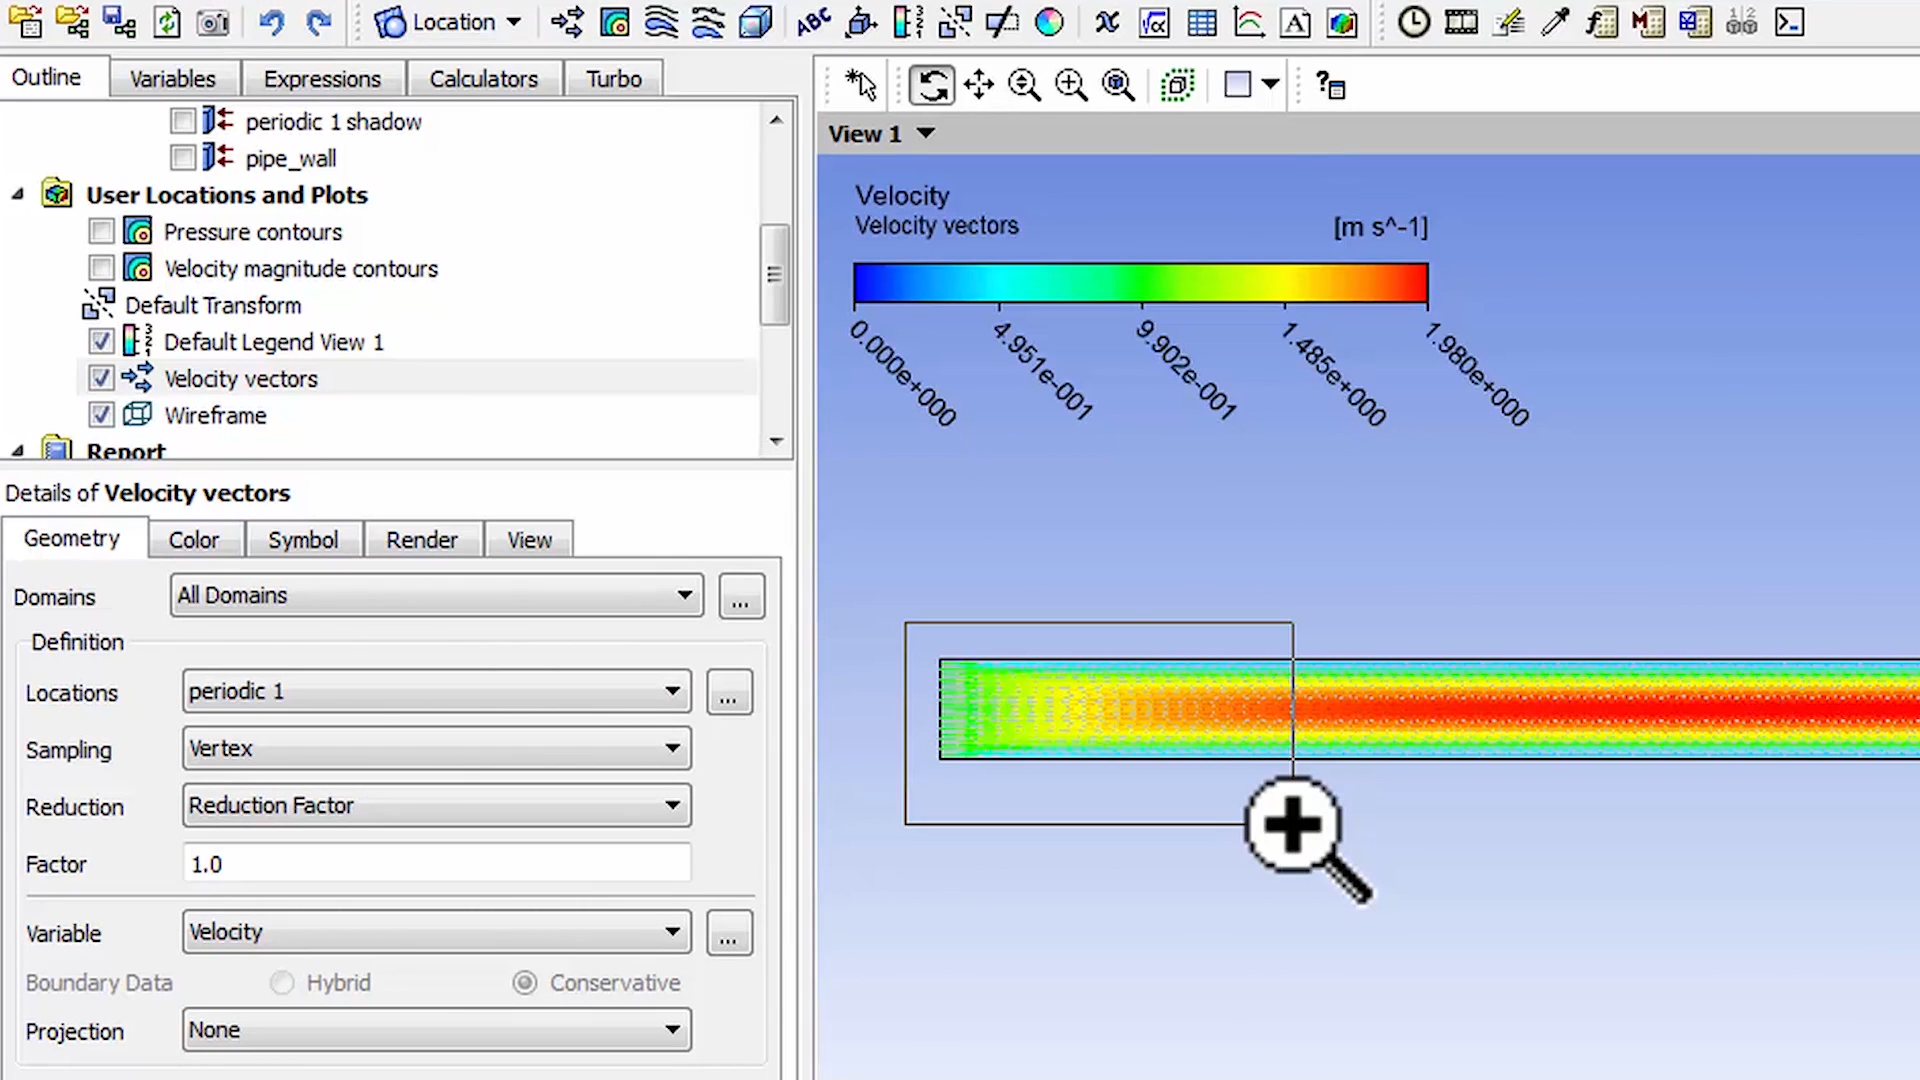 Location
Outline
Variables
Expressions
Calculators
Turbo
periodic 1 shadow
pipe_wall
User Locations and Plots
Pressure contours
Velocity magnitude contours
Default Transform
Default Legend View 1
Velocity vectors
Wireframe
Report
Details of Velocity vectors
Geometry
Color
Symbol
Render
View
Domains
All Domains
...
Definition
Locations
periodic 1
...
Sampling
Vertex
Reduction
Reduction Factor
Factor
1.0
Variable
Velocity
...
Boundary Data
Hybrid
Conservative
Projection
None
ABC
View 1
Velocity
Velocity vectors
[m s^-1]
0.000e+000
4.951e-001
9.902e-001
1.485e+000
1.980e+000